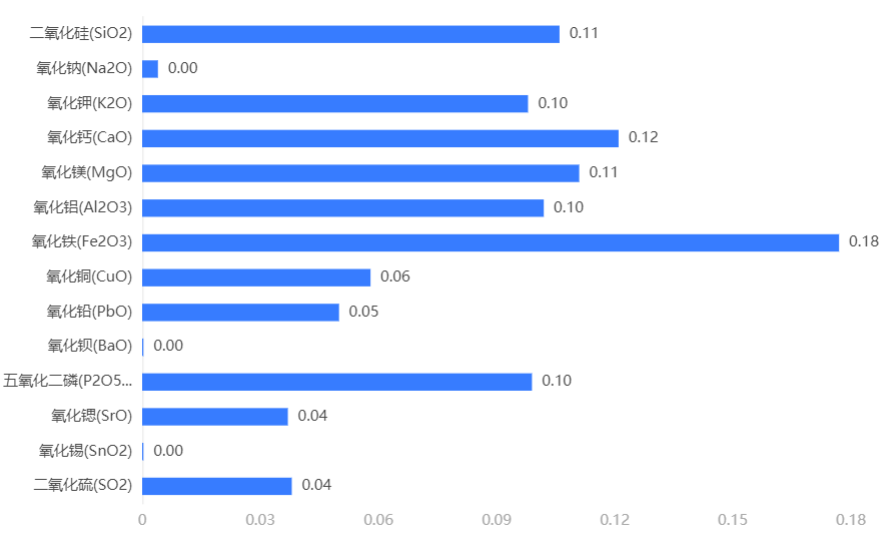 二氧化硅(SiO2) 0.11
氧化钠(Na2O) 0.00
氧化钾(K2O) 0.10
氧化钙(CaO) 0.12
氧化镁(MgO) 0.11
氧化铝(Al2O3) 0.10
氧化铁(Fe2O3) 0.18
氧化铜(CuO) 0.06
氧化铅(PbO) 0.05
氧化钡(BaO) 0.00
五氧化二磷(P2O5... 0.10
氧化锶(SrO) 0.04
氧化锡(SnO2) 0.00
二氧化硫(SO2) 0.04
0 0.03 0.06 0.09 0.12 0.15 0.18